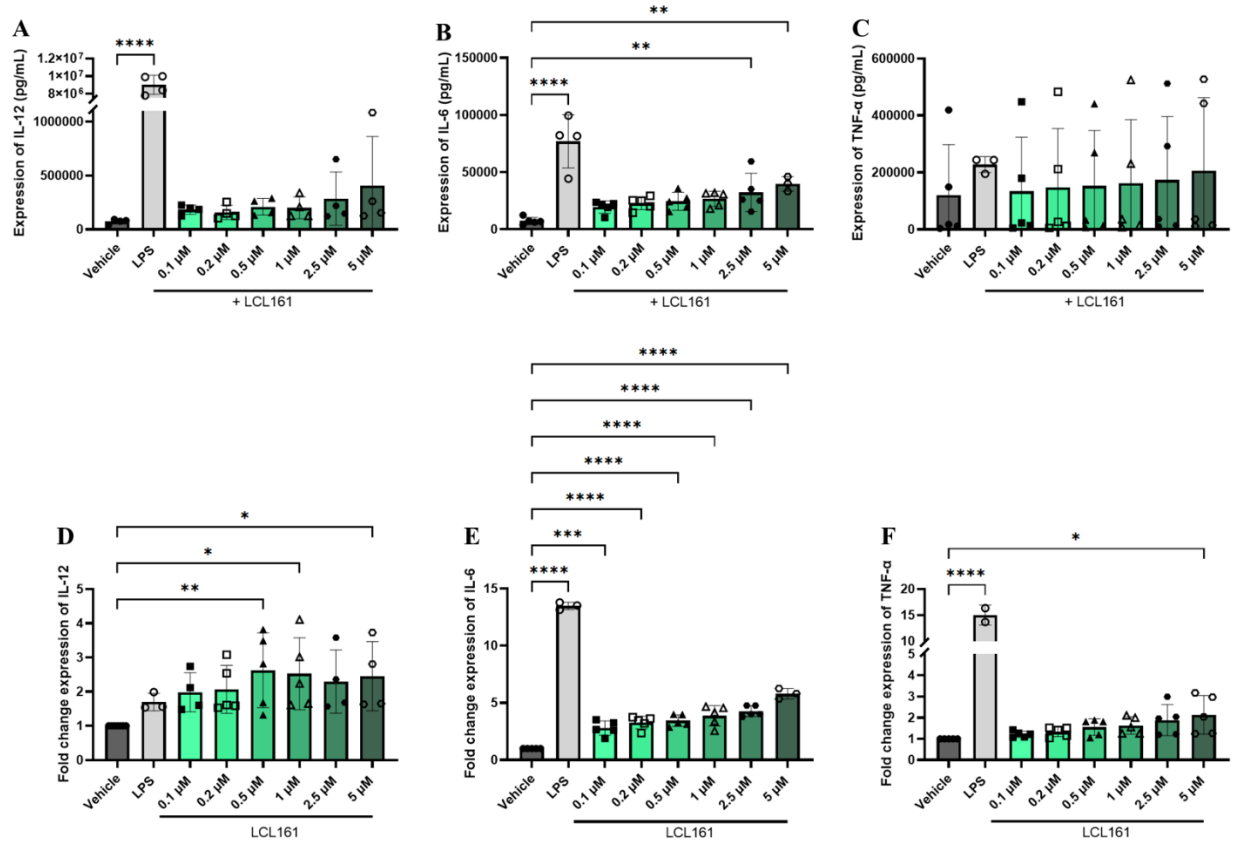 A
Expression of IL-12 (pg/mL)
1.2×10⁷
1×10⁷
8×10⁶
1000000
500000
0
****
Vehicle
LPS
0.1 µM
0.2 µM
0.5 µM
1 µM
2.5 µM
5 µM
+ LCL161
B
Expression of IL-6 (pg/mL)
150000
100000
50000
0
**
**
****
Vehicle
LPS
0.1 µM
0.2 µM
0.5 µM
1 µM
2.5 µM
5 µM
+ LCL161
C
Expression of TNF-α (pg/mL)
600000
400000
200000
0
Vehicle
LPS
0.1 µM
0.2 µM
0.5 µM
1 µM
2.5 µM
5 µM
+ LCL161
D
Fold change expression of IL-12
5
4
3
2
1
0
*
*
**
Vehicle
LPS
0.1 µM
0.2 µM
0.5 µM
1 µM
2.5 µM
5 µM
LCL161
E
Fold change expression of IL-6
15
10
5
0
****
****
****
****
****
***
****
Vehicle
LPS
0.1 µM
0.2 µM
0.5 µM
1 µM
2.5 µM
5 µM
LCL161
F
Fold change expression of TNF-α
20
15
10
5
4
3
2
1
0
*
****
Vehicle
LPS
0.1 µM
0.2 µM
0.5 µM
1 µM
2.5 µM
5 µM
LCL161